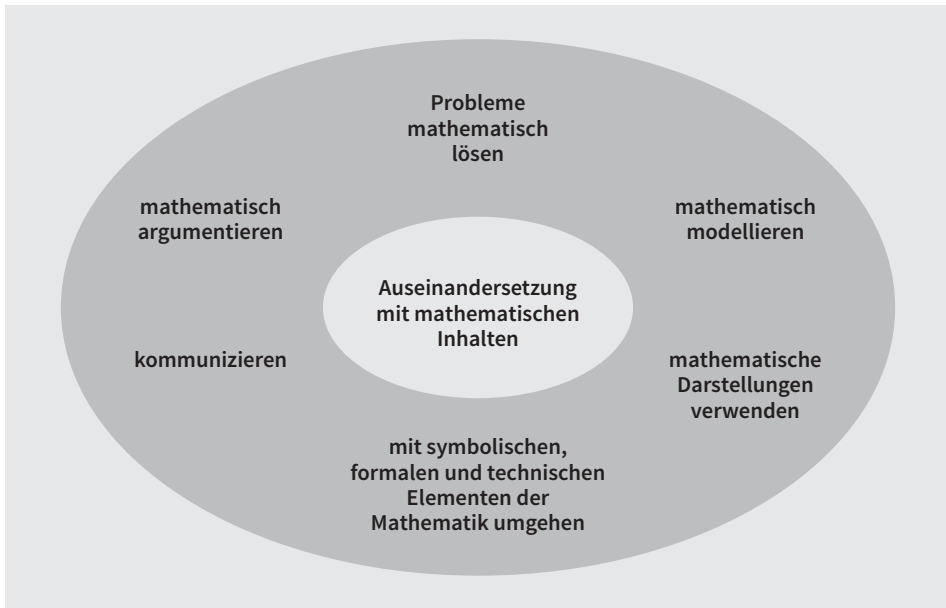 Probleme
mathematisch
lösen
mathematisch
argumentieren
mathematisch
modellieren
Auseinandersetzung
mit mathematischen
Inhalten
kommunizieren
mathematische
Darstellungen
verwenden
mit symbolischen,
formalen und technischen
Elementen der
Mathematik umgehen